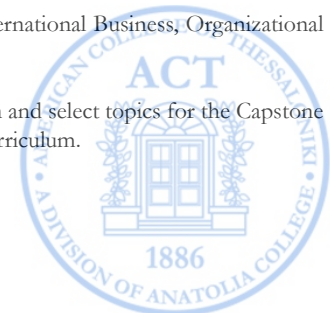 ernational Business, Organizational
n and select topics for the Capstone
rriculum.
AMERICAN COLLEGE OF THESSALONIKI
ACT
1886
A DIVISION OF ANATOLIA COLLEGE